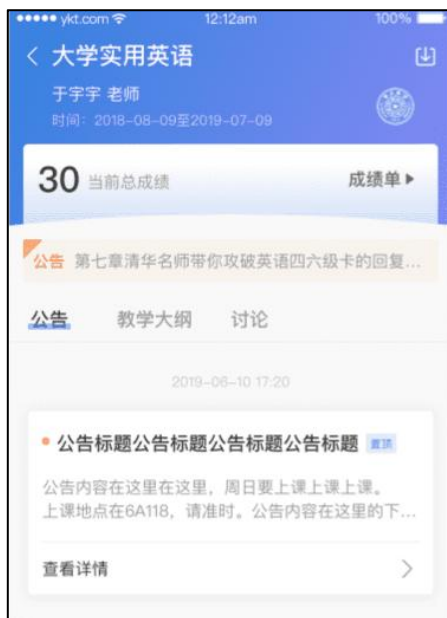 ykt.com 12:12am 100%
大学实用英语
于字字 老师
时间：2018-08-09至2019-07-09
30 当前总成绩 成绩单
公告 第七章清华名师带你攻破英语四六级卡的回复...
公告 教学大纲 讨论
2019-06-10 17:20
公告标题公告标题公告标题公告标题 置顶
公告内容在这里在这里，周日要上课上课上课。
上课地点在6A118，请准时。公告内容在这里的下...
查看详情